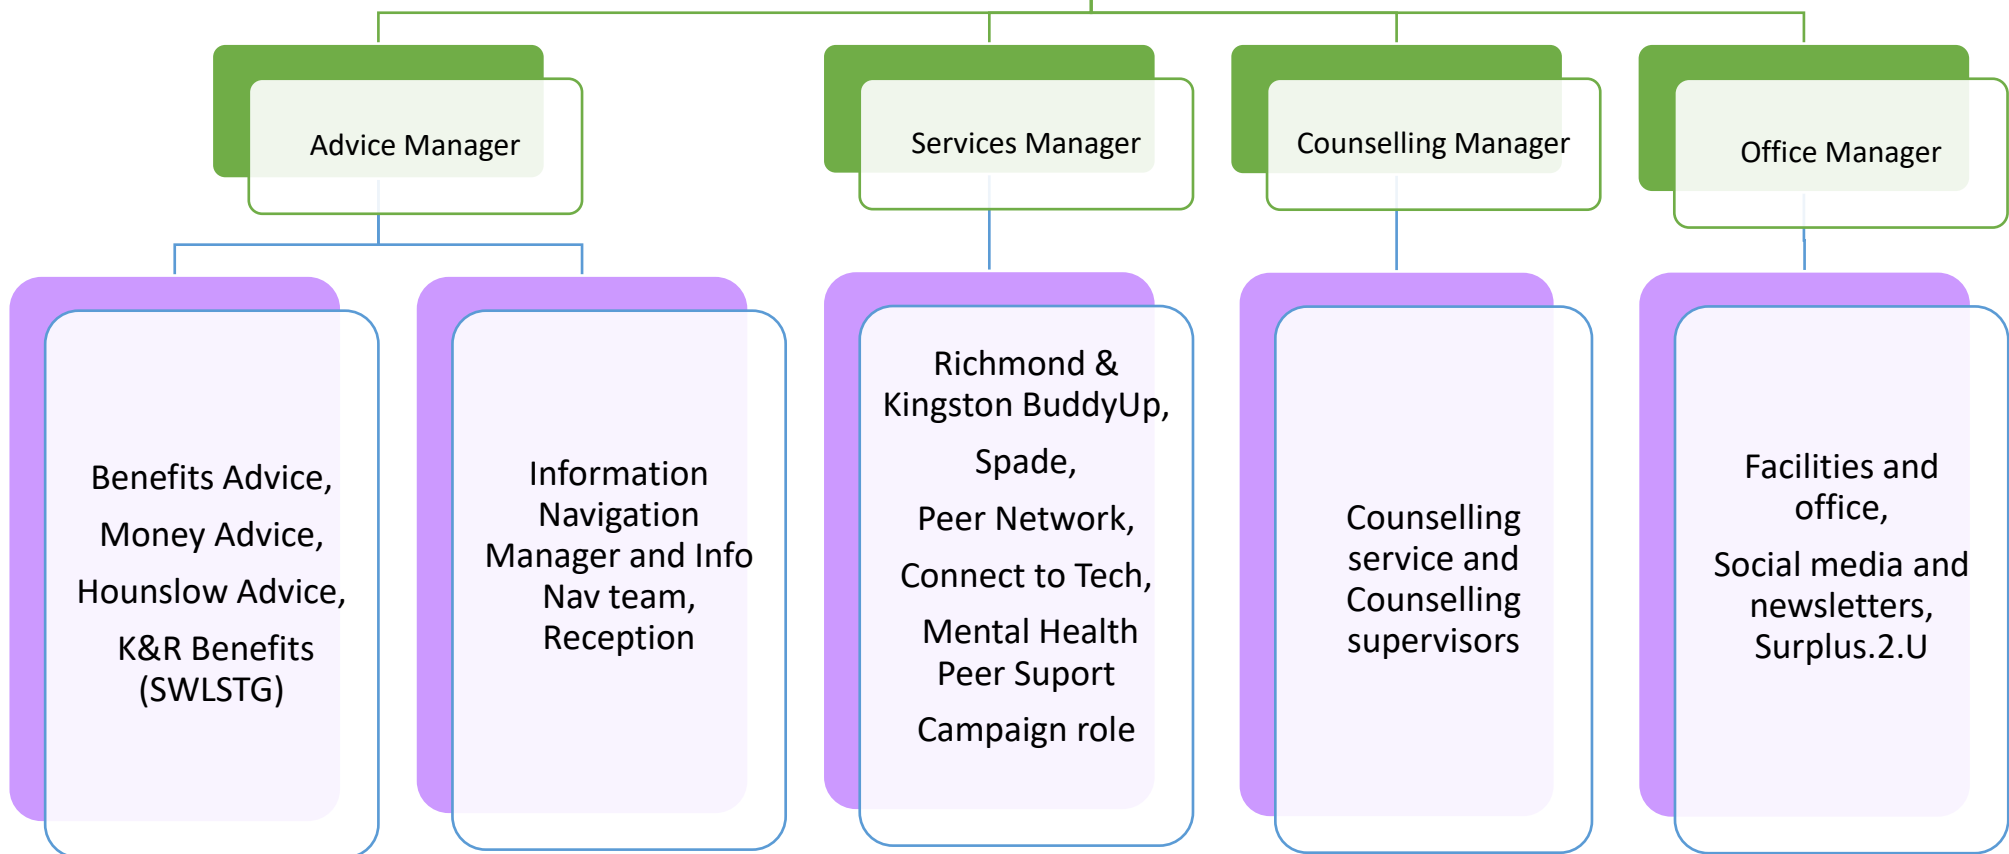 Advice Manager
Services Manager
Counselling Manager
Office Manager
Benefits Advice,
Money Advice,
Hounslow Advice,
K&R Benefits
(SWLSTG)
Information
Navigation
Manager and Info
Nav team,
Reception
Richmond &
Kingston BuddyUp,
Spade,
Peer Network,
Connect to Tech,
Mental Health
Peer Suport
Campaign role
Counselling
service and
Counselling
supervisors
Facilities and
office,
Social media and
newsletters,
Surplus.2.U